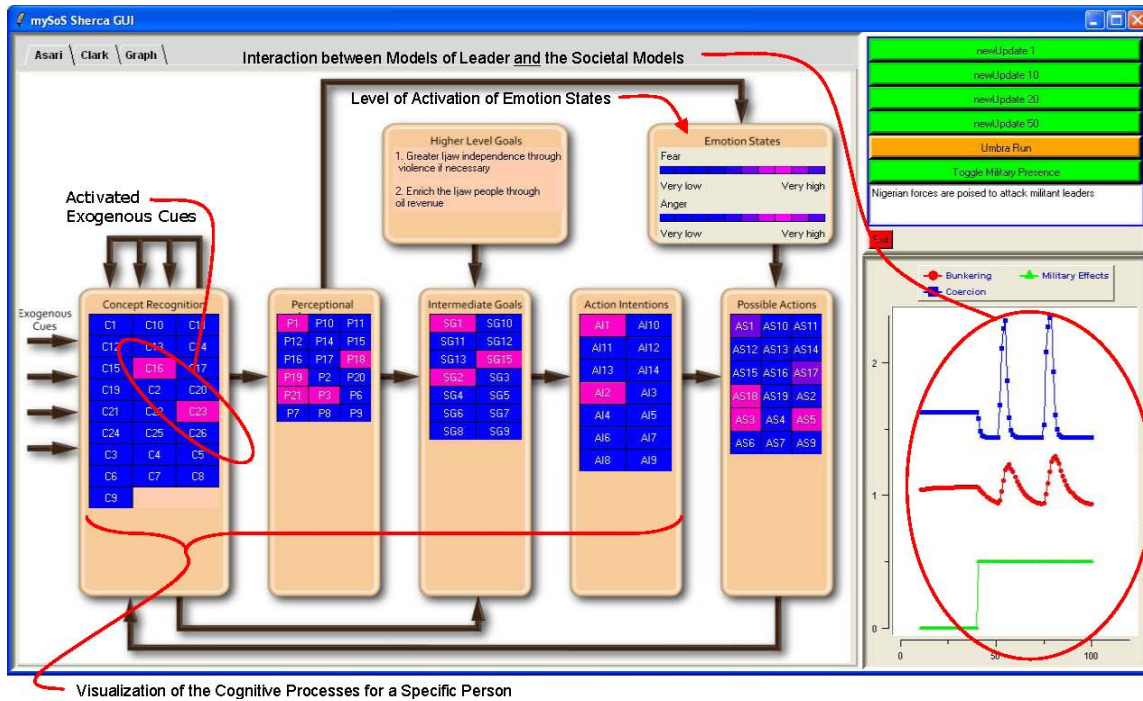 mySoS Sherca GUI
Asari Clark Graph
Interaction between Models of Leader and the Societal Models
Level of Activation of Emotion States
Higher Level Goals
1. Greater Ijaw independence through
violence if necessary
2. Enrich the Ijaw people through
oil revenue
Emotion States
Fear
Very low Very high
Anger
Very low Very high
Activated
Exogenous Cues
Exogenous
Cues
Concept Recognition
C1 C10 C11
C12 C13 C14
C15 C16 C17
C19 C2 C20
C21 C22 C23
C24 C25 C26
C3 C4 C5
C6 C7 C8
C9
Perceptional
P1 P10 P11
P12 P14 P15
P16 P17 P18
P19 P2 P20
P21 P3 P6
P7 P8 P9
Intermediate Goals
SG1 SG10
SG11 SG12
SG13 SG15
SG2 SG3
SG4 SG5
SG6 SG7
SG8 SG9
Action Intentions
AI1 AI10
AI11 AI12
AI13 AI14
AI2 AI3
AI4 AI5
AI6 AI7
AI8 AI9
Possible Actions
AS1 AS10 AS11
AS12 AS13 AS14
AS15 AS16 AS17
AS18 AS19 AS2
AS3 AS4 AS5
AS6 AS7 AS9
Visualization of the Cognitive Processes for a Specific Person
newUpdate 1
newUpdate 10
newUpdate 20
newUpdate 50
Umbra Run
Toggle Military Presence
Nigerian forces are poised to attack militant leaders
Bunkering Military Effects
Coercion
2
1
0
0 50 100